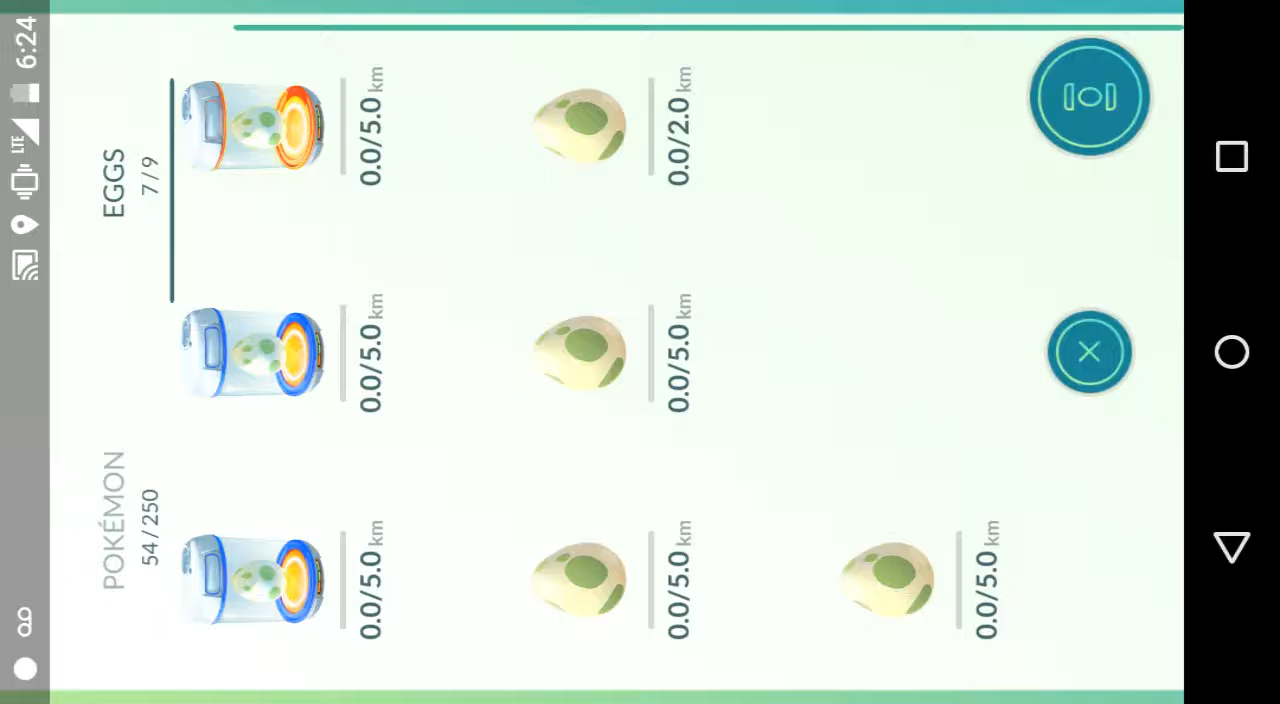 LTE 6:24
POKÉMON EGGS
54/250 7/9
0.0/5.0 km 0.0/5.0 km 0.0/5.0 km
0.0/5.0 km 0.0/5.0 km 0.0/2.0 km
0.0/5.0 km